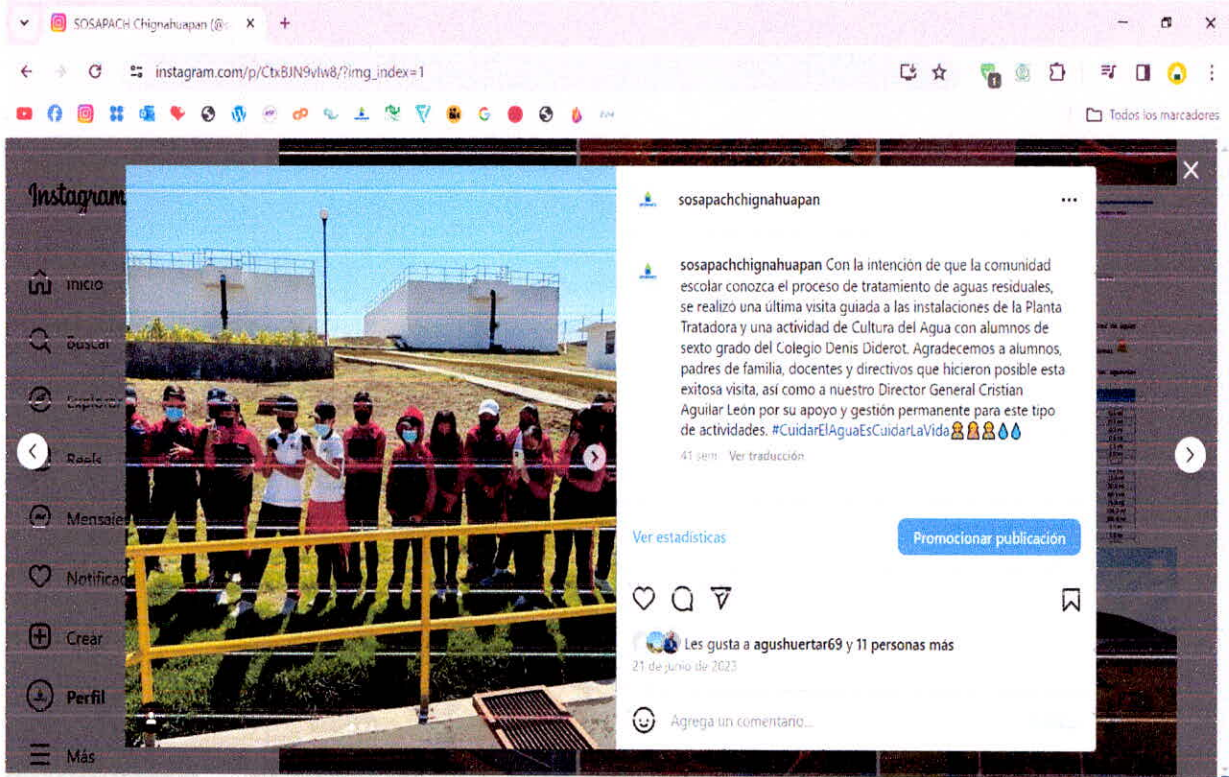 SOSAPACH Chignahuapan (@s
instagram.com/p/CtxBJN9vlw8/?img_index=1
Todos los marcadores
Instagram
Inicio
Buscar
Explorar
Reels
Mensaje
Notificac
Crear
Perfil
Más
sosapachchignahuapan
sosapachchignahuapan Con la intención de que la comunidad
escolar conozca el proceso de tratamiento de aguas residuales,
se realizó una última visita guiada a las instalaciones de la Planta
Tratadora y una actividad de Cultura del Agua con alumnos de
sexto grado del Colegio Denis Diderot. Agradecemos a alumnos,
padres de familia, docentes y directivos que hicieron posible esta
exitosa visita, así como a nuestro Director General Cristian
Aguilar León por su apoyo y gestión permanente para este tipo
de actividades. #CuidarElAguaEsCuidarLaVida
41 sem Ver traducción
Ver estadísticas
Promocionar publicación
Les gusta a agushuertar69 y 11 personas más
21 de junio de 2023
Agrega un comentario...